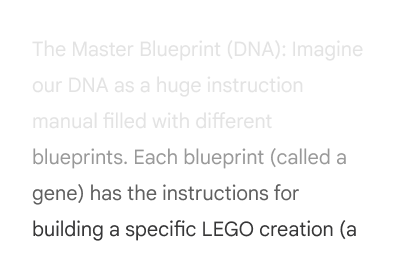 The Master Blueprint (DNA): Imagine
our DNA as a huge instruction
manual filled with different
blueprints. Each blueprint (called a
gene) has the instructions for
building a specific LEGO creation (a